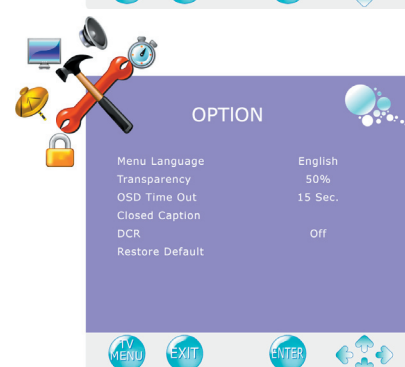 OPTION
Menu Language English
Transparency 50%
OSD Time Out 15 Sec.
Closed Caption
DCR Off
Restore Default
TV
MENU EXIT ENTER